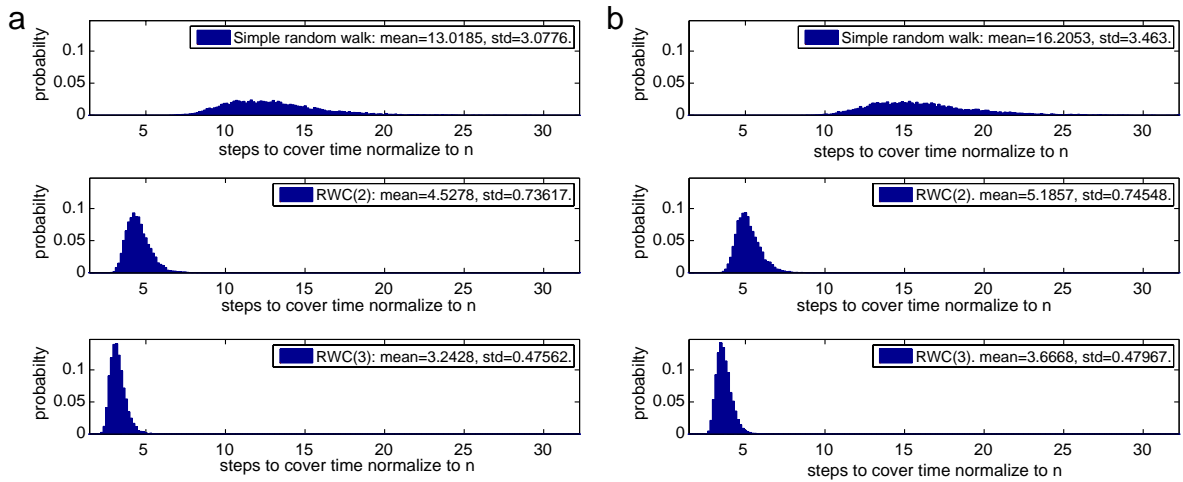 a
0.15
0.1
0.05
0
probabilty
Simple random walk: mean=13.0185, std=3.0776.
5 10 15 20 25 30
steps to cover time normalize to n
0.1
0.05
0
probabilty
RWC(2): mean=4.5278, std=0.73617.
5 10 15 20 25 30
steps to cover time normalize to n
0.1
0.05
0
probabilty
RWC(3): mean=3.2428, std=0.47562.
5 10 15 20 25 30
steps to cover time normalize to n
b
0.1
0.05
0
probabilty
Simple random walk: mean=16.2053, std=3.463.
5 10 15 20 25 30
steps to cover time normalize to n
0.1
0.05
0
probabilty
RWC(2). mean=5.1857, std=0.74548.
5 10 15 20 25 30
steps to cover time normalize to n
0.1
0.05
0
probabilty
RWC(3). mean=3.6668, std=0.47967.
5 10 15 20 25 30
steps to cover time normalize to n